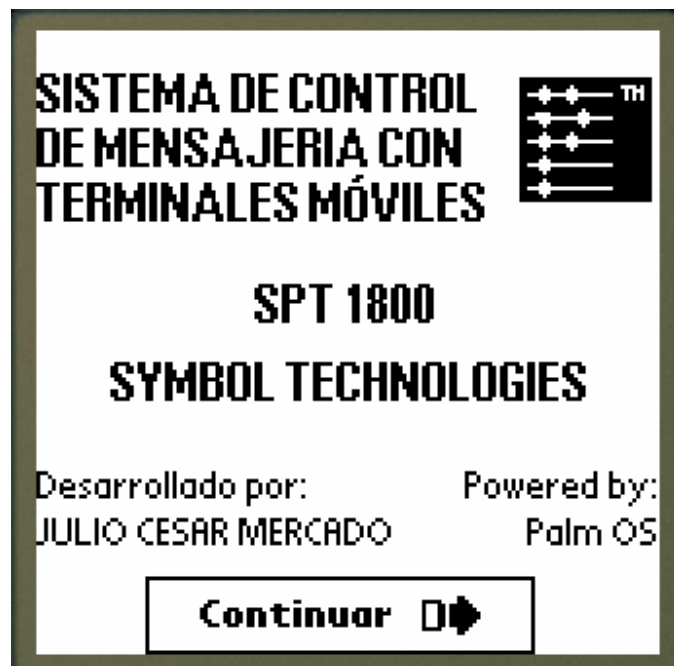 SISTEMA DE CONTROL
DE MENSAJERIA CON
TERMINALES MÓVILES
TM
SPT 1800
SYMBOL TECHNOLOGIES
Desarrollado por:
Powered by:
JULIO CESAR MERCADO
Palm OS
Continuar